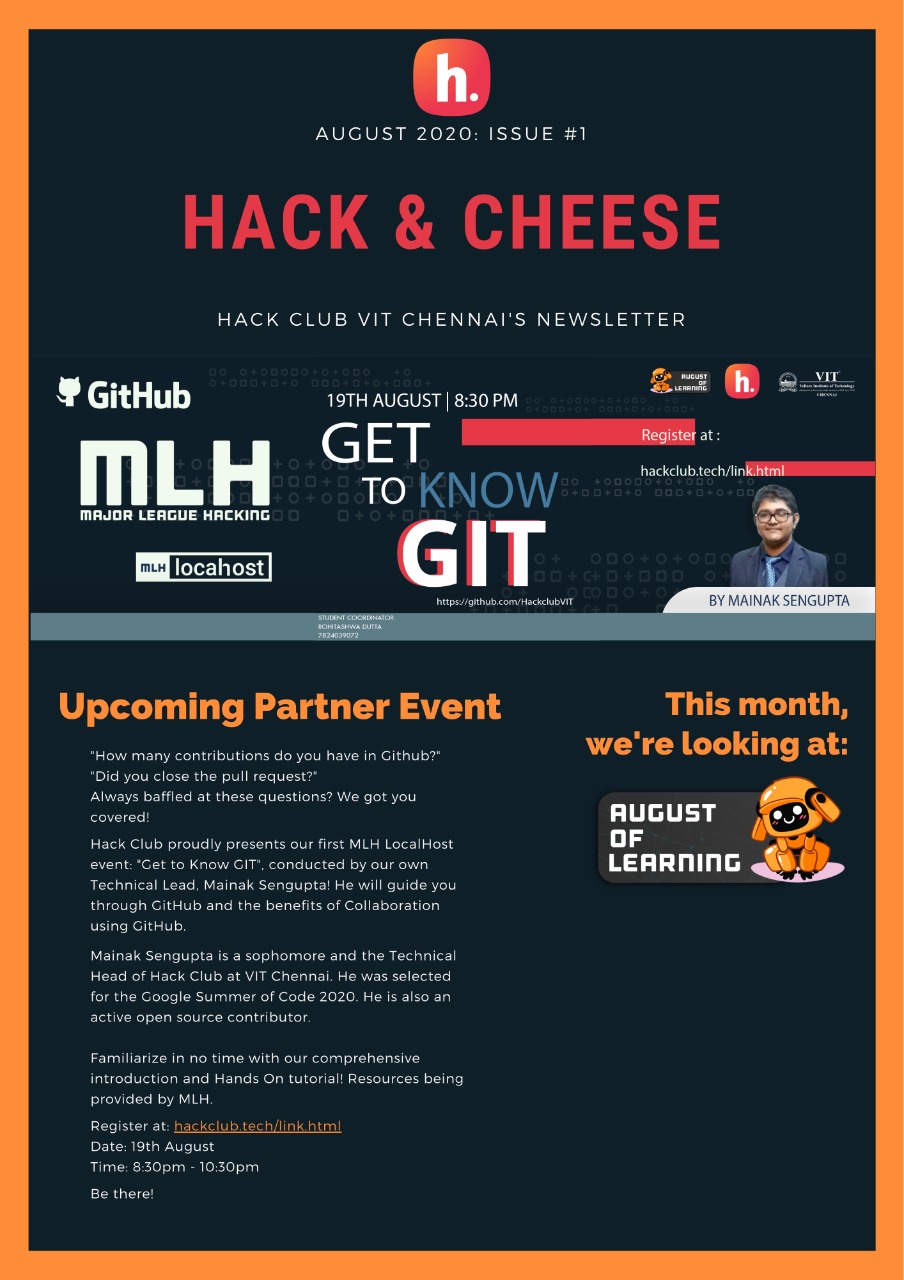 h.
AUGUST 2020: ISSUE #1
HACK & CHEESE
HACK CLUB VIT CHENNAI'S NEWSLETTER
GitHub
MLH
MAJOR LEAGUE HACKING
MLH locahost
19TH AUGUST | 8:30 PM
GET
TO KNOW
GIT
https://github.com/HackclubVIT
AUGUST
OF
LEARNING
h.
VIT
Vellore Institute of Technology
CHENNAI
Register at :
hackclub.tech/link.html
BY MAINAK SENGUPTA
STUDENT COORDINATOR:
ROHITASHWA DUTTA
7824039072
Upcoming Partner Event
"How many contributions do you have in Github?"
"Did you close the pull request?"
Always baffled at these questions? We got you
covered!
Hack Club proudly presents our first MLH LocalHost
event: "Get to Know GIT", conducted by our own
Technical Lead, Mainak Sengupta! He will guide you
through GitHub and the benefits of Collaboration
using GitHub.
Mainak Sengupta is a sophomore and the Technical
Head of Hack Club at VIT Chennai. He was selected
for the Google Summer of Code 2020. He is also an
active open source contributor.
Familiarize in no time with our comprehensive
introduction and Hands On tutorial! Resources being
provided by MLH.
Register at: hackclub.tech/link.html
Date: 19th August
Time: 8:30pm - 10:30pm
Be there!
This month,
we're looking at:
AUGUST
OF
LEARNING